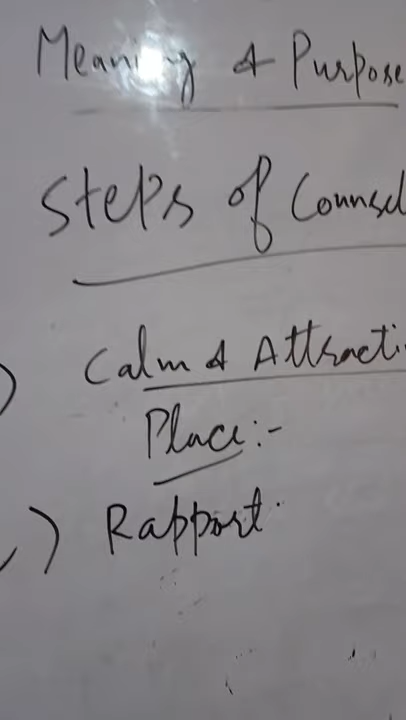 Meaning & Purpose
Steps of Counsel
) Calm & Attracti
Place:-
) Rapport.